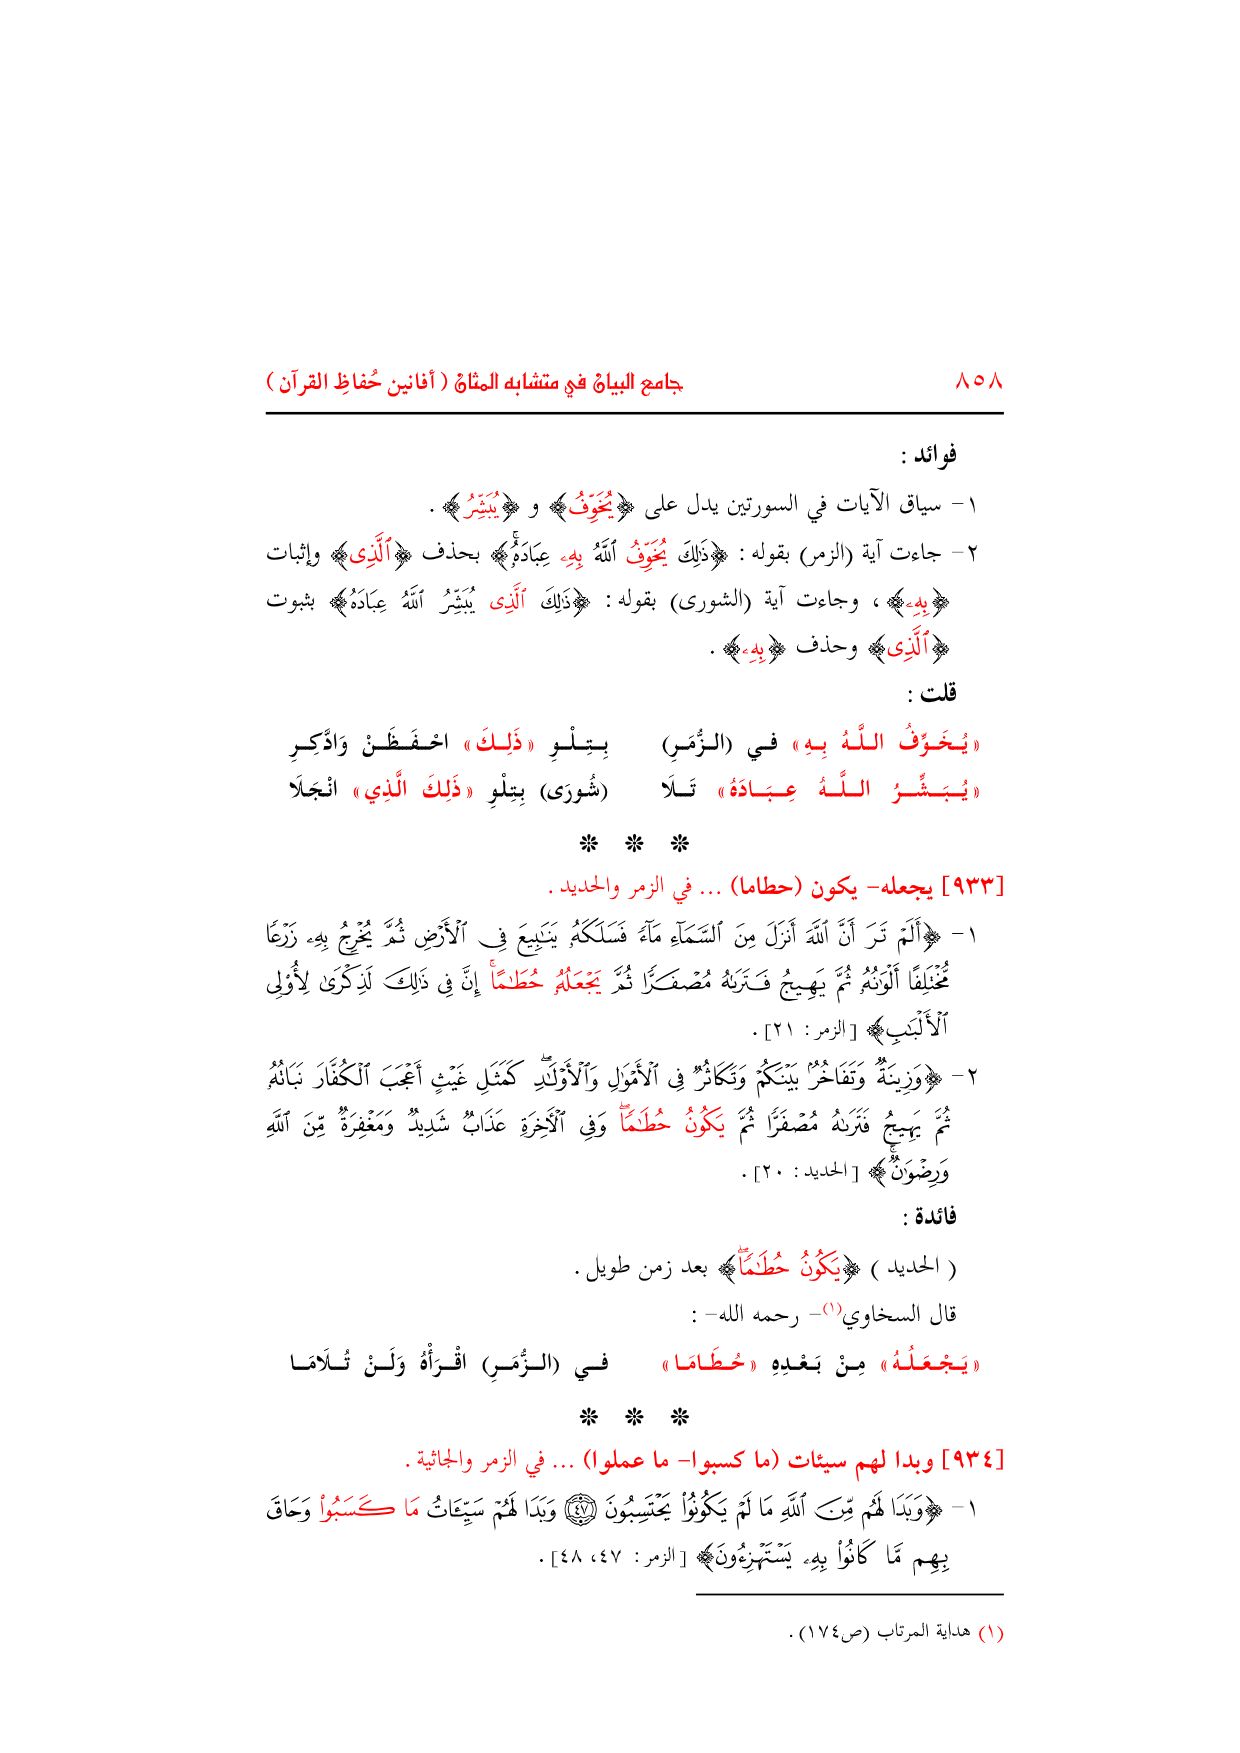 ٨٥٨ جامع البيان في متشابه المثان ( أفانين حُفاظِ القرآن )
فوائد :
١- سياق الآيات في السورتين يدل على ﴿يُخَوِّفُ﴾ و ﴿يُبَشِّرُ﴾ .
٢- جاءت آية (الزمر) بقوله : ﴿ذَٰلِكَ يُخَوِّفُ ٱللَّهُ بِهِۦ عِبَادَهُۥۚ﴾ بحذف ﴿ٱلَّذِى﴾ وإثبات
﴿بِهِۦ﴾ ، وجاءت آية (الشورى) بقوله : ﴿ذَٰلِكَ ٱلَّذِى يُبَشِّرُ ٱللَّهُ عِبَادَهُ﴾ بثبوت
﴿ٱلَّذِى﴾ وحذف ﴿بِهِۦ﴾ .
قلت :
«يُخَوِّفُ اللَّهُ بِهِ» فِي (الزُّمَرِ) بِتِلْوِ «ذَلِكَ» احْفَظَنْ وَادَّكِرِ
«يُبَشِّرُ اللَّهُ عِبَادَهُ» تَلَا (شُورَى) بِتِلْوِ «ذَلِكَ الَّذِي» انْجَلَا
❊ ❊ ❊
[٩٣٣] يجعله- يكون (حطاما) ... في الزمر والحديد .
١- ﴿أَلَمْ تَرَ أَنَّ ٱللَّهَ أَنزَلَ مِنَ ٱلسَّمَآءِ مَآءً فَسَلَكَهُۥ يَنَٰبِيعَ فِى ٱلْأَرْضِ ثُمَّ يُخْرِجُ بِهِۦ زَرْعًا
مُّخْتَلِفًا أَلْوَٰنُهُۥ ثُمَّ يَهِيجُ فَتَرَىٰهُ مُصْفَرًّا ثُمَّ يَجْعَلُهُۥ حُطَٰمًاۚ إِنَّ فِى ذَٰلِكَ لَذِكْرَىٰ لِأُو۟لِى
ٱلْأَلْبَٰبِ﴾ [الزمر : ٢١] .
٢- ﴿وَزِينَةٌ وَتَفَاخُرٌۢ بَيْنَكُمْ وَتَكَاثُرٌ فِى ٱلْأَمْوَٰلِ وَٱلْأَوْلَٰدِۖ كَمَثَلِ غَيْثٍ أَعْجَبَ ٱلْكُفَّارَ نَبَاتُهُۥ
ثُمَّ يَهِيجُ فَتَرَىٰهُ مُصْفَرًّا ثُمَّ يَكُونُ حُطَٰمًاۖ وَفِى ٱلْءَاخِرَةِ عَذَابٌ شَدِيدٌ وَمَغْفِرَةٌ مِّنَ ٱللَّهِ
وَرِضْوَٰنٌۚ﴾ [الحديد : ٢٠] .
فائدة :
( الحديد ) ﴿يَكُونُ حُطَٰمًاۖ﴾ بعد زمن طويل .
قال السخاوي(١)- رحمه الله- :
«يَجْعَلُهُ» مِنْ بَعْدِهِ «حُطَامَا» فِي (الزُّمَرِ) اقْرَأْهُ وَلَنْ تُلَامَا
❊ ❊ ❊
[٩٣٤] وبدا لهم سيئات (ما كسبوا- ما عملوا) ... في الزمر والجاثية .
١- ﴿وَبَدَا لَهُم مِّنَ ٱللَّهِ مَا لَمْ يَكُونُوا۟ يَحْتَسِبُونَ ۝٤٧ وَبَدَا لَهُمْ سَيِّـَٔاتُ مَا كَسَبُوا۟ وَحَاقَ
بِهِم مَّا كَانُوا۟ بِهِۦ يَسْتَهْزِءُونَ﴾ [الزمر : ٤٧، ٤٨] .
(١) هداية المرتاب (ص١٧٤) .